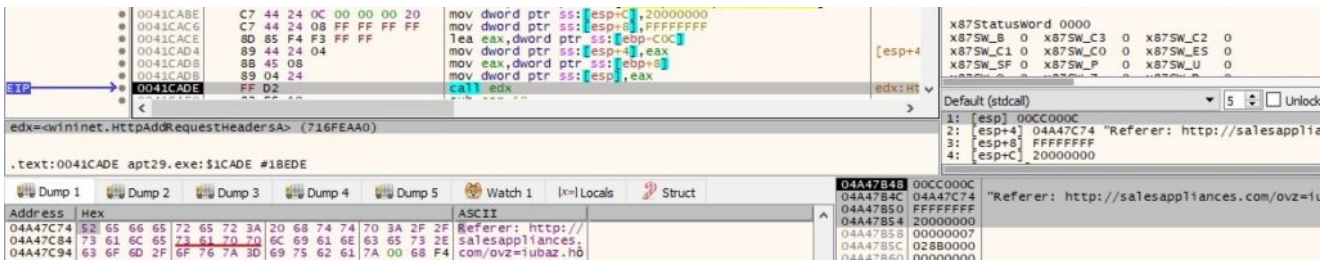 0041CABE C7 44 24 0C 00 00 00 20 mov dword ptr ss:[esp+C],20000000
0041CAC6 C7 44 24 08 FF FF FF FF mov dword ptr ss:[esp+8],FFFFFFFF
0041CACE 8D 85 F4 F3 FF FF lea eax,dword ptr ss:[ebp-C0C]
0041CAD4 89 44 24 04 mov dword ptr ss:[esp+4],eax [esp+4
0041CAD8 8B 45 08 mov eax,dword ptr ss:[ebp+8]
0041CADB 89 04 24 mov dword ptr ss:[esp],eax
EIP 0041CADE FF D2 call edx edx:Ht
x87StatusWord 0000
x87SW_B 0 x87SW_C3 0 x87SW_C2 0
x87SW_C1 0 x87SW_C0 0 x87SW_ES 0
x87SW_SF 0 x87SW_P 0 x87SW_U 0
Default (stdcall) 5 Unlock
1: [esp] 00CC000C
2: [esp+4] 04A47C74 "Referer: http://salesapplia
3: [esp+8] FFFFFFFF
4: [esp+C] 20000000
edx=<wininet.HttpAddRequestHeadersA> (716FEAA0)
.text:0041CADE apt29.exe:$1CADE #1BEDE
Dump 1 Dump 2 Dump 3 Dump 4 Dump 5 Watch 1 [x=] Locals Struct
Address Hex ASCII
04A47C74 52 65 66 65 72 65 72 3A 20 68 74 74 70 3A 2F 2F Referer: http://
04A47C84 73 61 6C 65 73 61 70 70 6C 69 61 6E 63 65 73 2E salesappliances.
04A47C94 63 6F 6D 2F 6F 76 7A 3D 69 75 62 61 7A 00 68 F4 com/ovz=iubaz.hô
04A47B48 00CC000C
04A47B4C 04A47C74 "Referer: http://salesappliances.com/ovz=iu
04A47B50 FFFFFFFF
04A47B54 20000000
04A47B58 00000007
04A47B5C 028B0000
04A47B60 00000000